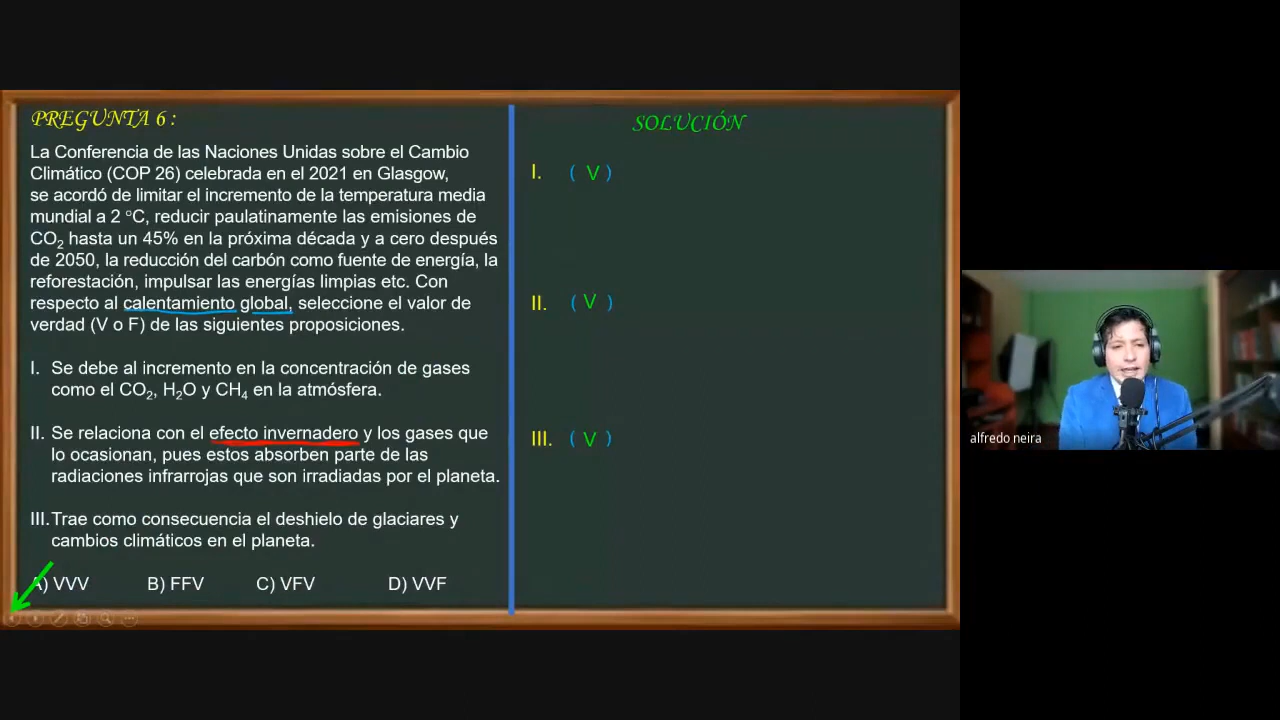 PREGUNTA 6 :
La Conferencia de las Naciones Unidas sobre el Cambio
Climático (COP 26) celebrada en el 2021 en Glasgow,
se acordó de limitar el incremento de la temperatura media
mundial a 2 °C, reducir paulatinamente las emisiones de
CO₂ hasta un 45% en la próxima década y a cero después
de 2050, la reducción del carbón como fuente de energía, la
reforestación, impulsar las energías limpias etc. Con
respecto al calentamiento global, seleccione el valor de
verdad (V o F) de las siguientes proposiciones.
I. Se debe al incremento en la concentración de gases
como el CO₂, H₂O y CH₄ en la atmósfera.
II. Se relaciona con el efecto invernadero y los gases que
lo ocasionan, pues estos absorben parte de las
radiaciones infrarrojas que son irradiadas por el planeta.
III. Trae como consecuencia el deshielo de glaciares y
cambios climáticos en el planeta.
A) VVV B) FFV C) VFV D) VVF
SOLUCIÓN
I. ( V )
II. ( V )
III. ( V )
alfredo neira